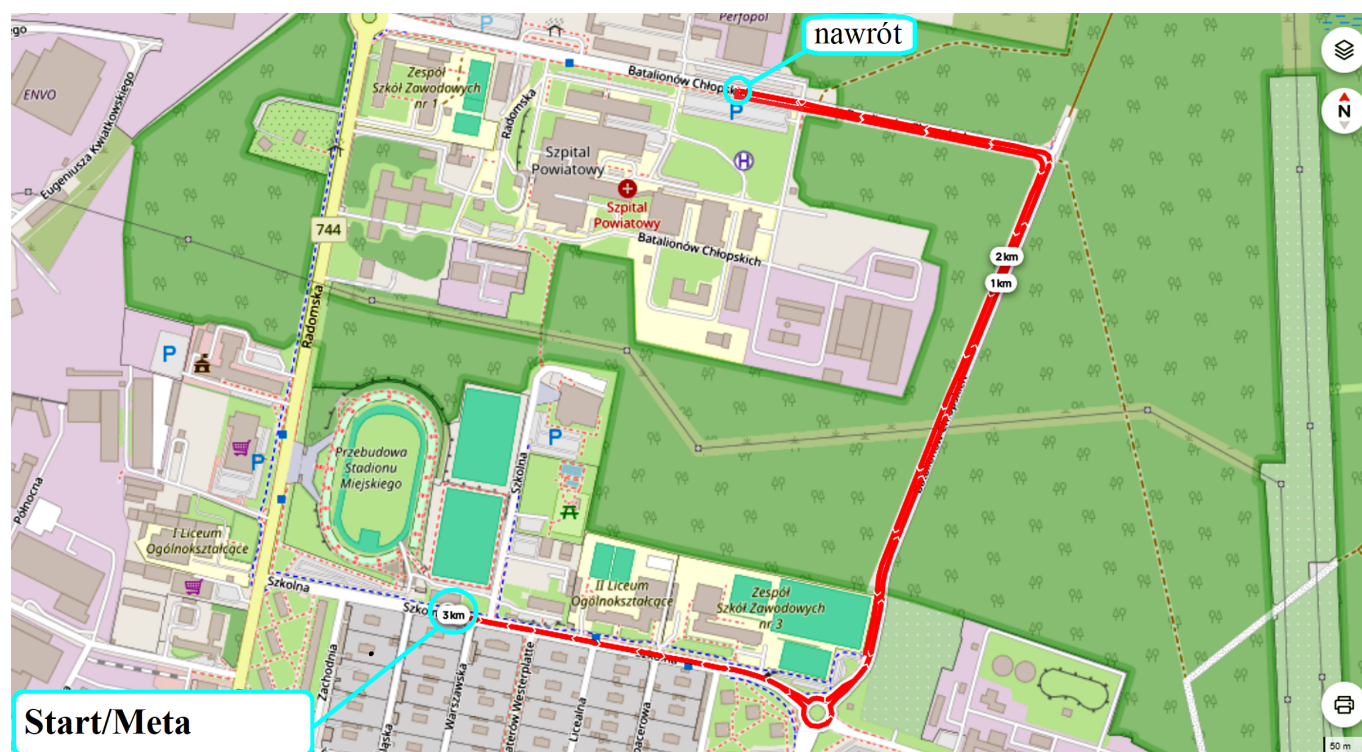 Perfopol
nawrót
ego
P
Batalionów Chłopskich
Zespół
Szkół Zawodowych
nr 1
ENVO
Eugeniusza Kwiatkowskiego
Radomska
P
N
Szpital
Powiatowy
H
Szpital
Powiatowy
744
Batalionów Chłopskich
2 km
1 km
Radomska
P
P
P
Przebudowa
Stadionu
Miejskiego
Szkolna
Północna
I Liceum
Ogólnokształcące
II Liceum
Ogólnokształcące
Zespół
Szkół Zawodowych
nr 3
Szkolna
3 km
Szkolna
Zachodnia
Warszawska
Licealna
Start/Meta
50 m